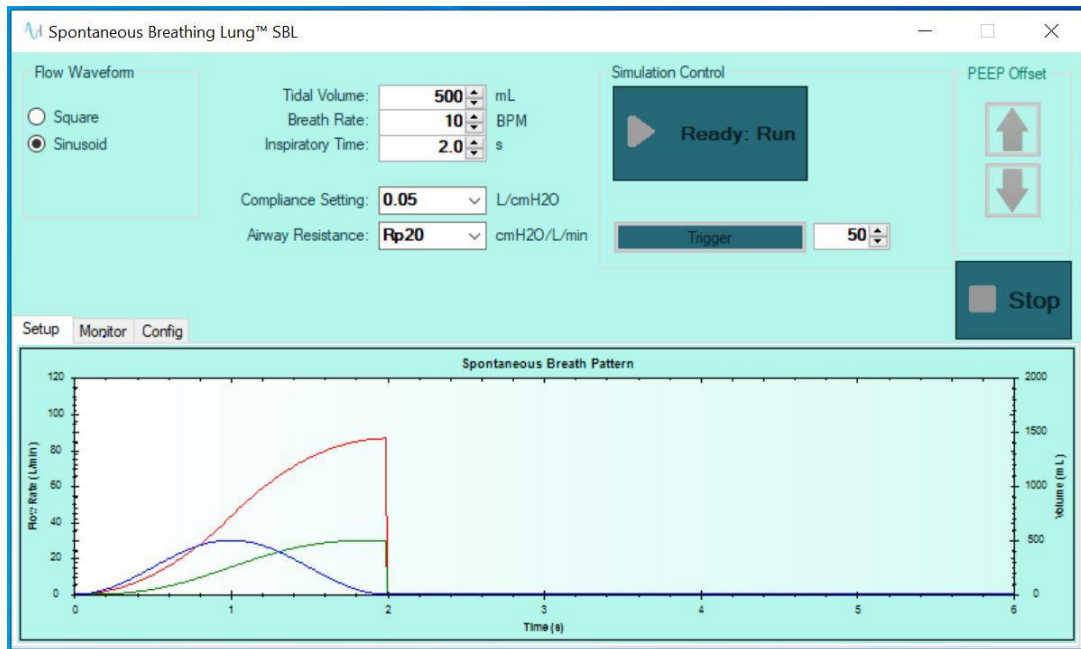 Spontaneous Breathing Lung™ SBL
Flow Waveform
Square
Sinusoid
Tidal Volume: 500 mL
Breath Rate: 10 BPM
Inspiratory Time: 2.0 s
Compliance Setting: 0.05 L/cmH2O
Airway Resistance: Rp20 cmH2O/L/min
Simulation Control
Ready: Run
Trigger 50
PEEP Offset
Stop
Setup Monitor Config
Spontaneous Breath Pattern
120
100
80
60
40
20
0
Flow Rate (L/min)
2000
1500
1000
500
0
Volume (mL)
0 1 2 3 4 5 6
Time (s)